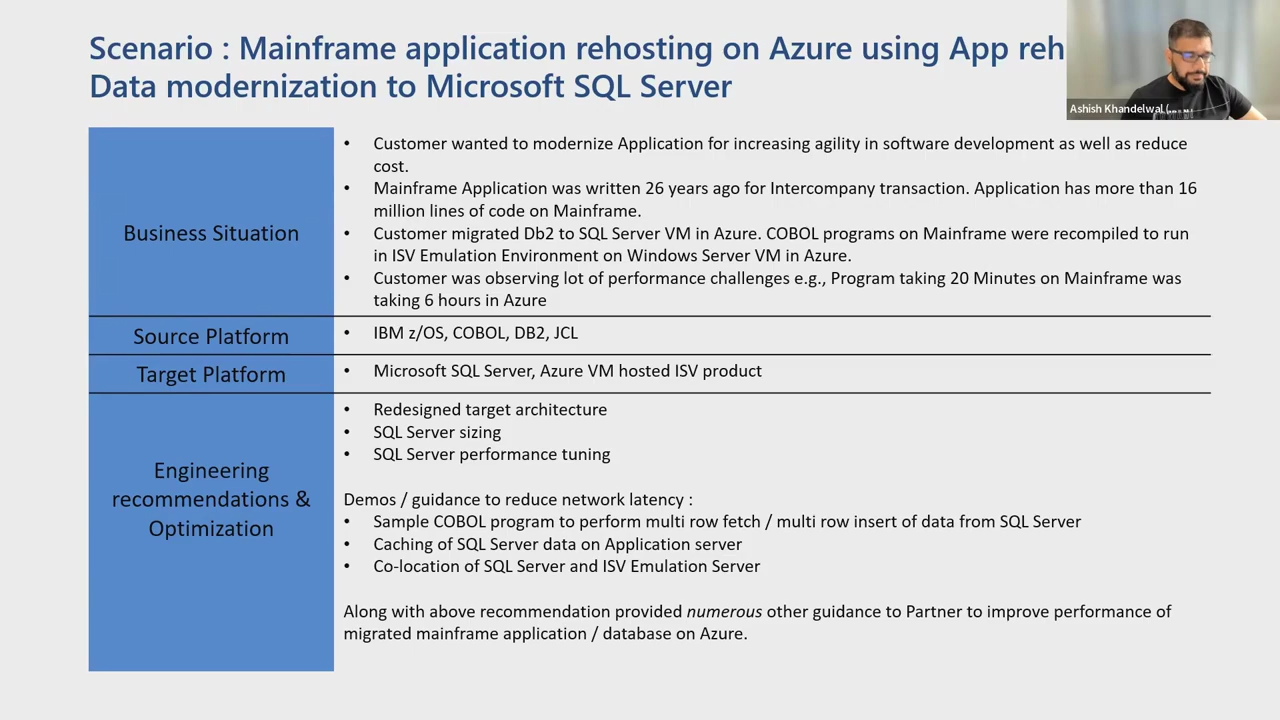 Scenario : Mainframe application rehosting on Azure using App reh
Data modernization to Microsoft SQL Server
Ashish Khandelwal (
Business Situation
• Customer wanted to modernize Application for increasing agility in software development as well as reduce
cost.
• Mainframe Application was written 26 years ago for Intercompany transaction. Application has more than 16
million lines of code on Mainframe.
• Customer migrated Db2 to SQL Server VM in Azure. COBOL programs on Mainframe were recompiled to run
in ISV Emulation Environment on Windows Server VM in Azure.
• Customer was observing lot of performance challenges e.g., Program taking 20 Minutes on Mainframe was
taking 6 hours in Azure
Source Platform
• IBM z/OS, COBOL, DB2, JCL
Target Platform
• Microsoft SQL Server, Azure VM hosted ISV product
Engineering
recommendations &
Optimization
• Redesigned target architecture
• SQL Server sizing
• SQL Server performance tuning
Demos / guidance to reduce network latency :
• Sample COBOL program to perform multi row fetch / multi row insert of data from SQL Server
• Caching of SQL Server data on Application server
• Co-location of SQL Server and ISV Emulation Server
Along with above recommendation provided numerous other guidance to Partner to improve performance of
migrated mainframe application / database on Azure.